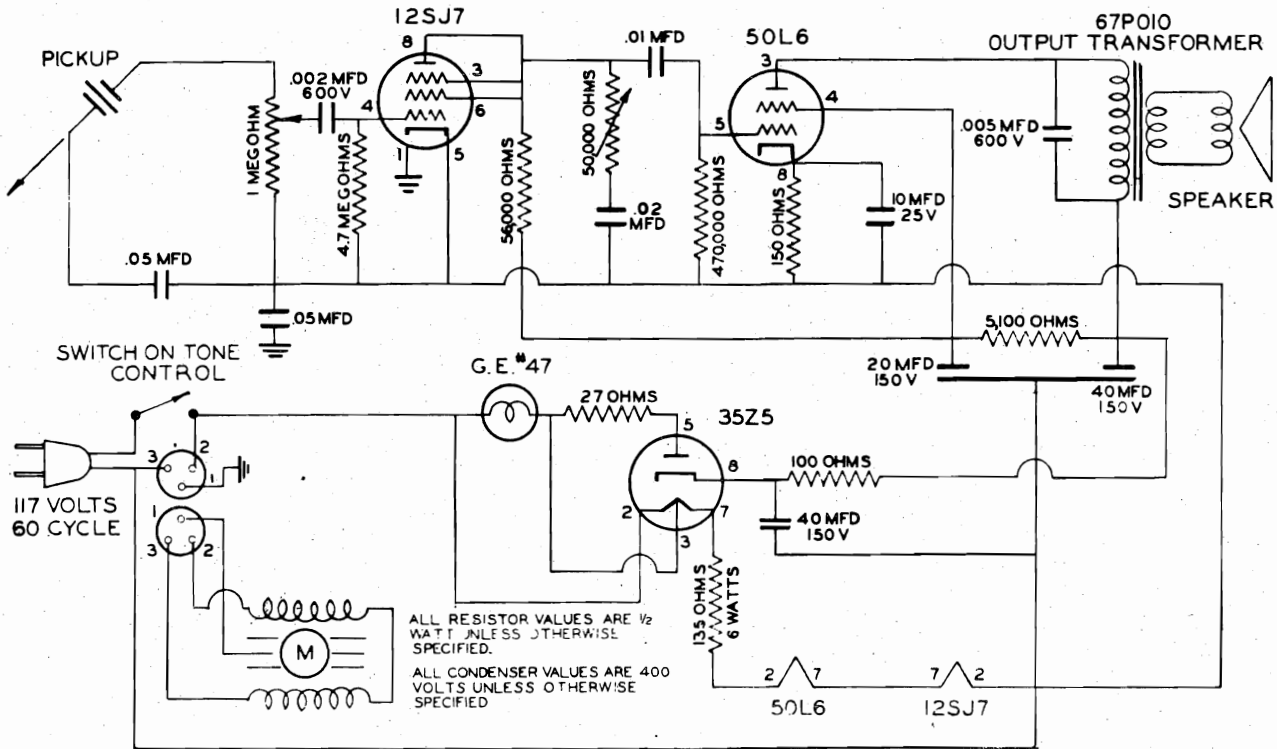 12SJ7
67P010
OUTPUT TRANSFORMER
50L6
PICKUP
.01 MFD
8
3
6
4
1
5
.002 MFD
600V
1 MEGOHM
4.7 MEGOHMS
56,000 OHMS
50,000 OHMS
.02
MFD
470,000 OHMS
3
4
5
8
150 OHMS
10 MFD
25 V
.005 MFD
600 V
SPEAKER
.05 MFD
.05 MFD
5,100 OHMS
20 MFD
150 V
40 MFD
150 V
SWITCH ON TONE
CONTROL
G.E. #47
27 OHMS
35Z5
5
8
2
3
7
100 OHMS
40 MFD
150 V
3
2
1
117 VOLTS
60 CYCLE
1
3
2
M
135 OHMS
6 WATTS
ALL RESISTOR VALUES ARE 1/2
WATT UNLESS OTHERWISE
SPECIFIED.
ALL CONDENSER VALUES ARE 400
VOLTS UNLESS OTHERWISE
SPECIFIED
2 7
7 2
50L6
12SJ7